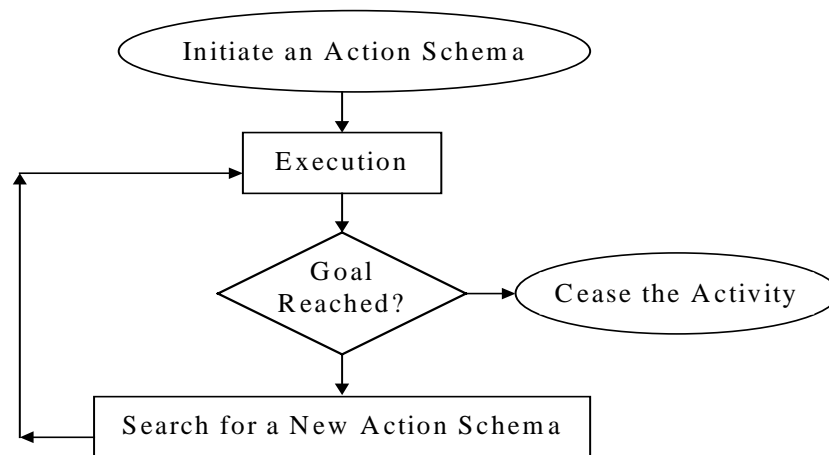 Initiate an Action Schema
Execution
Goal
Reached?
Cease the Activity
Search for a New Action Schema